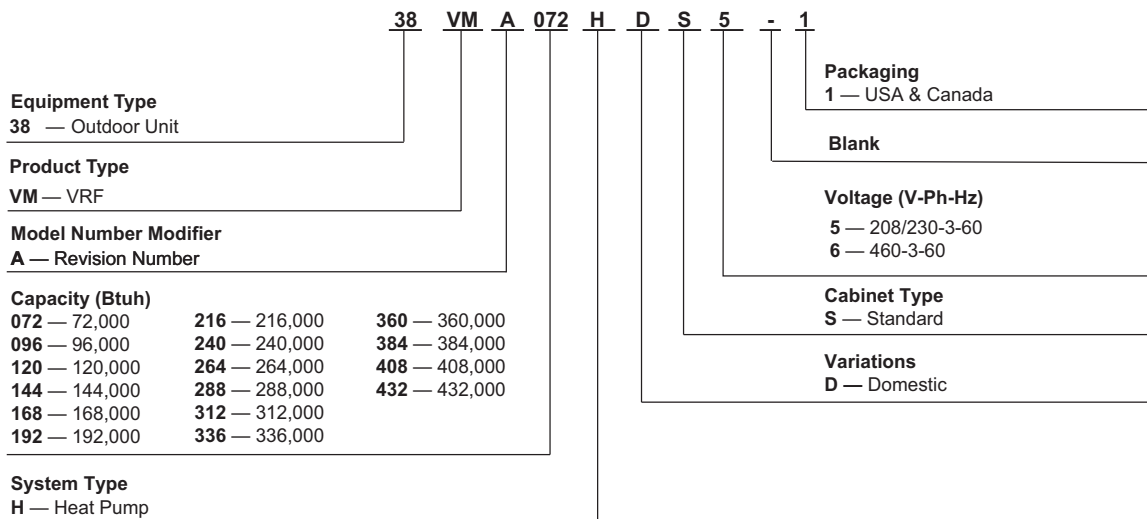 38 VM A 072 H D S 5 - 1
Equipment Type
38 — Outdoor Unit
Product Type
VM — VRF
Model Number Modifier
A — Revision Number
Capacity (Btuh)
072 — 72,000 216 — 216,000 360 — 360,000
096 — 96,000 240 — 240,000 384 — 384,000
120 — 120,000 264 — 264,000 408 — 408,000
144 — 144,000 288 — 288,000 432 — 432,000
168 — 168,000 312 — 312,000
192 — 192,000 336 — 336,000
System Type
H — Heat Pump
Packaging
1 — USA & Canada
Blank
Voltage (V-Ph-Hz)
5 — 208/230-3-60
6 — 460-3-60
Cabinet Type
S — Standard
Variations
D — Domestic